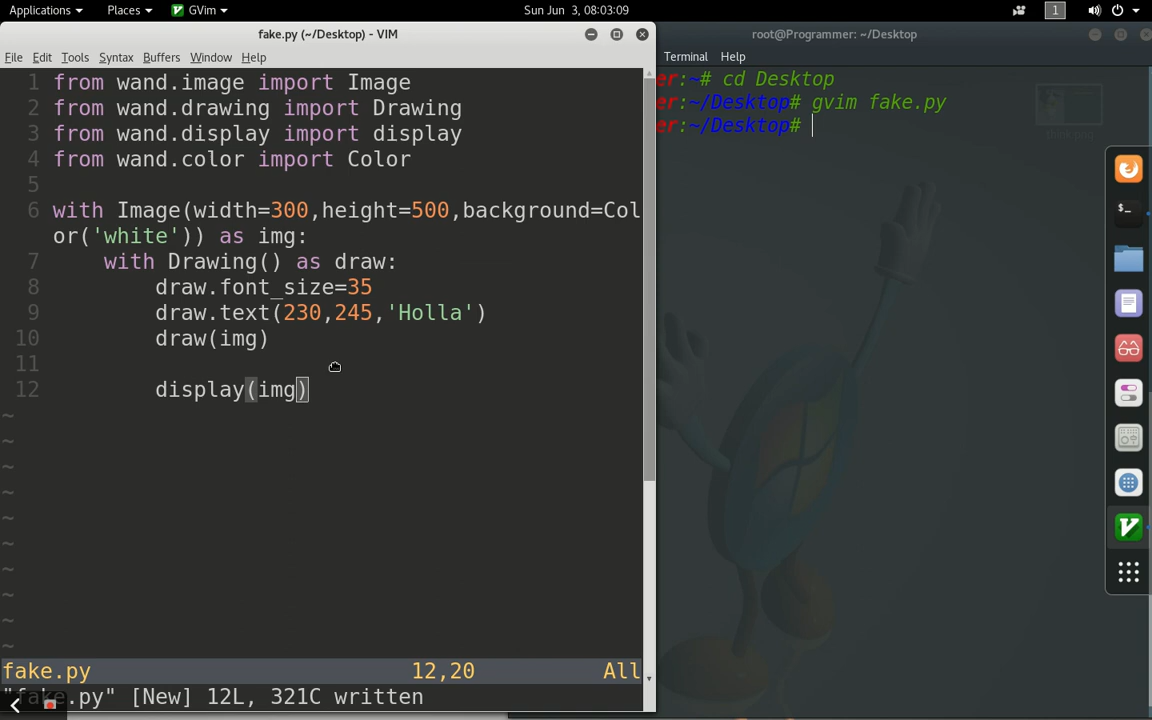 Applications Places GVim Sun Jun 3, 08:03:09 1
fake.py (~/Desktop) - VIM
File Edit Tools Syntax Buffers Window Help
1 from wand.image import Image
2 from wand.drawing import Drawing
3 from wand.display import display
4 from wand.color import Color
5
6 with Image(width=300,height=500,background=Col
or('white')) as img:
7 with Drawing() as draw:
8 draw.font_size=35
9 draw.text(230,245,'Holla')
10 draw(img)
11
12 display(img)
~
~
~
~
~
~
~
~
~
~
fake.py 12,20 All
"fake.py" [New] 12L, 321C written
root@Programmer: ~/Desktop
Terminal Help
er:~# cd Desktop
er:~/Desktop# gvim fake.py
er:~/Desktop#